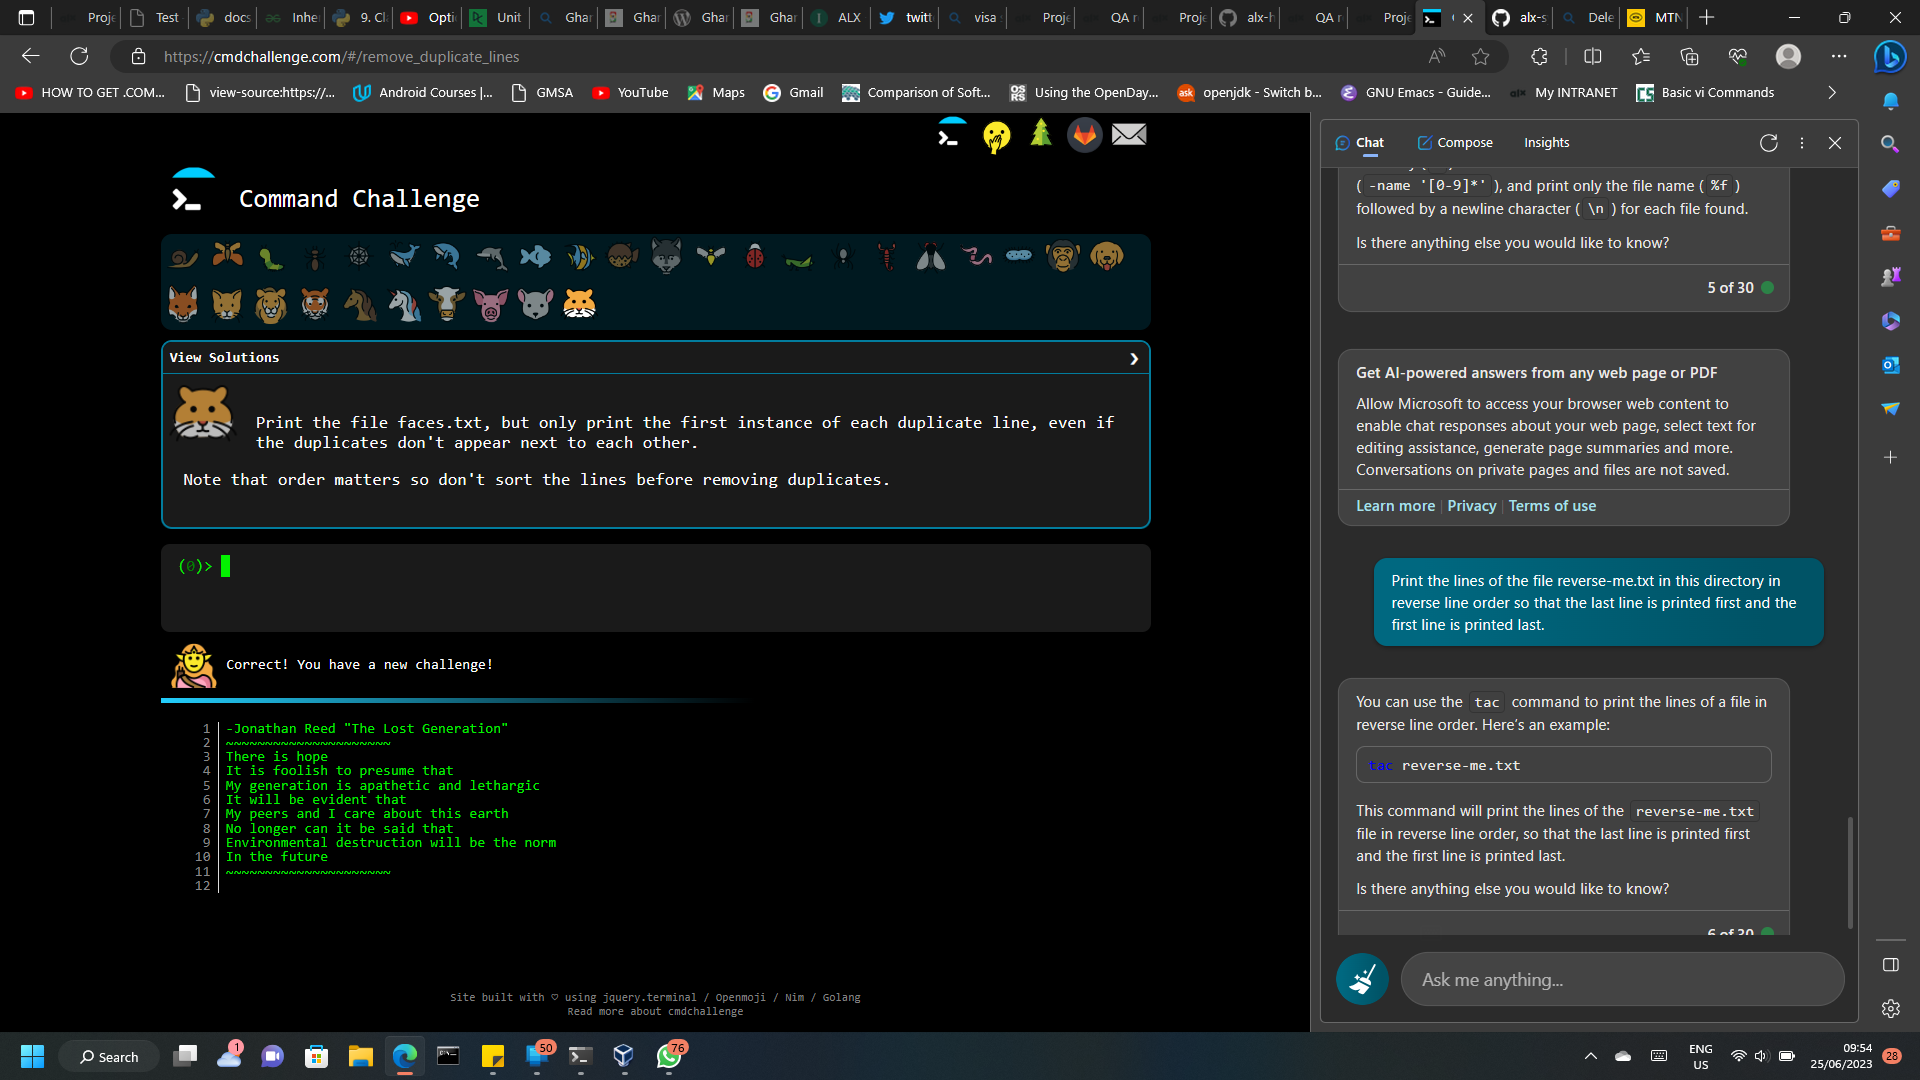 Proje
Test
docs
Inhe
9. Cl
Opti
Unit
Ghar
Ghar
Ghar
Ghar
ALX
twitt
visa
Proje
QA r
Proje
alx-h
QA r
Proje
alx-s
Dele
MTN
https://cmdchallenge.com/#/remove_duplicate_lines
HOW TO GET .COM...
view-source:https://...
Android Courses |...
GMSA
YouTube
Maps
Gmail
Comparison of Soft...
Using the OpenDay...
openjdk - Switch b...
GNU Emacs - Guide...
My INTRANET
Basic vi Commands
Command Challenge
View Solutions
Print the file faces.txt, but only print the first instance of each duplicate line, even if
the duplicates don't appear next to each other.
Note that order matters so don't sort the lines before removing duplicates.
(0)>
Correct! You have a new challenge!
1 -Jonathan Reed "The Lost Generation"
2 ~~~~~~~~~~~~~~~~~~~~~
3 There is hope
4 It is foolish to presume that
5 My generation is apathetic and lethargic
6 It will be evident that
7 My peers and I care about this earth
8 No longer can it be said that
9 Environmental destruction will be the norm
10 In the future
11 ~~~~~~~~~~~~~~~~~~~~~
12
Site built with ♡ using jquery.terminal / Openmoji / Nim / Golang
Read more about cmdchallenge
Chat
Compose
Insights
( -name '[0-9]*' ), and print only the file name ( %f )
followed by a newline character ( \n ) for each file found.
Is there anything else you would like to know?
5 of 30
Get AI-powered answers from any web page or PDF
Allow Microsoft to access your browser web content to
enable chat responses about your web page, select text for
editing assistance, generate page summaries and more.
Conversations on private pages and files are not saved.
Learn more | Privacy | Terms of use
Print the lines of the file reverse-me.txt in this directory in
reverse line order so that the last line is printed first and the
first line is printed last.
You can use the tac command to print the lines of a file in
reverse line order. Here's an example:
tac reverse-me.txt
This command will print the lines of the reverse-me.txt
file in reverse line order, so that the last line is printed first
and the first line is printed last.
Is there anything else you would like to know?
6 of 30
Ask me anything...
Search
1
50
76
ENG
US
09:54
25/06/2023
28